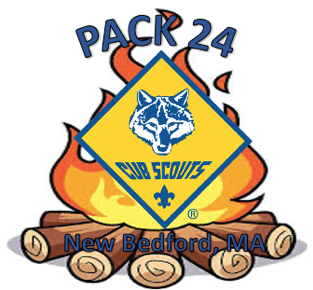 PACK 24
CUB SCOUTS
®
New Bedford, MA